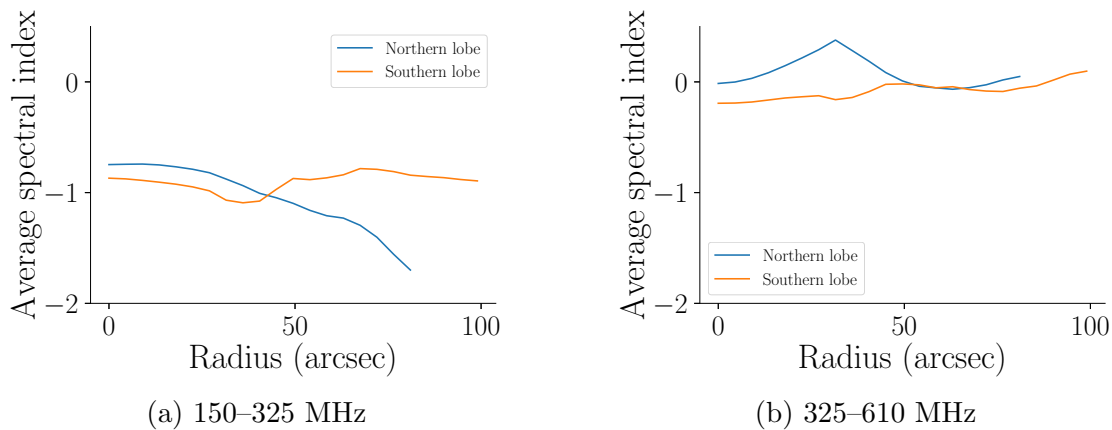 Average spectral index
0
−1
−2
Northern lobe
Southern lobe
0
50
100
Radius (arcsec)
(a) 150–325 MHz
Average spectral index
0
−1
−2
Northern lobe
Southern lobe
0
50
100
Radius (arcsec)
(b) 325–610 MHz